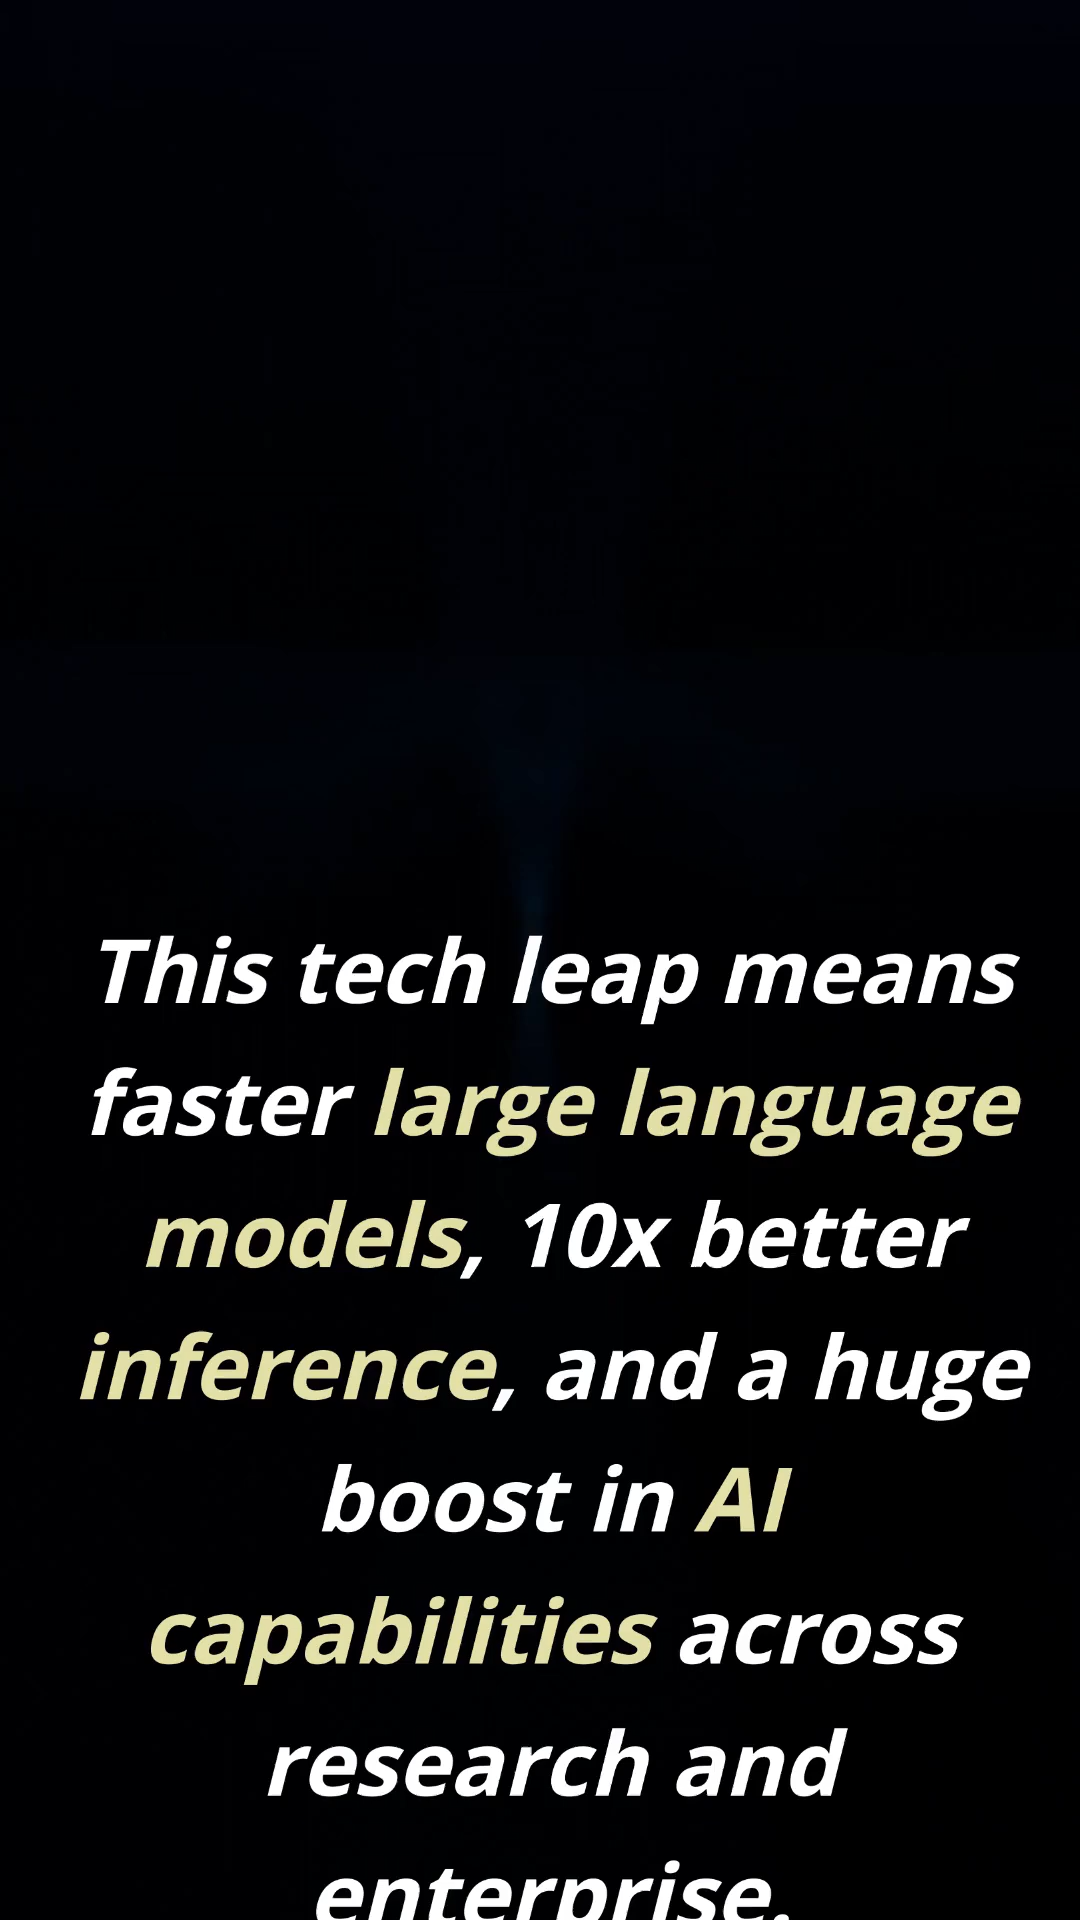 This tech leap means
faster large language
models, 10x better
inference, and a huge
boost in AI
capabilities across
research and
enterprise.